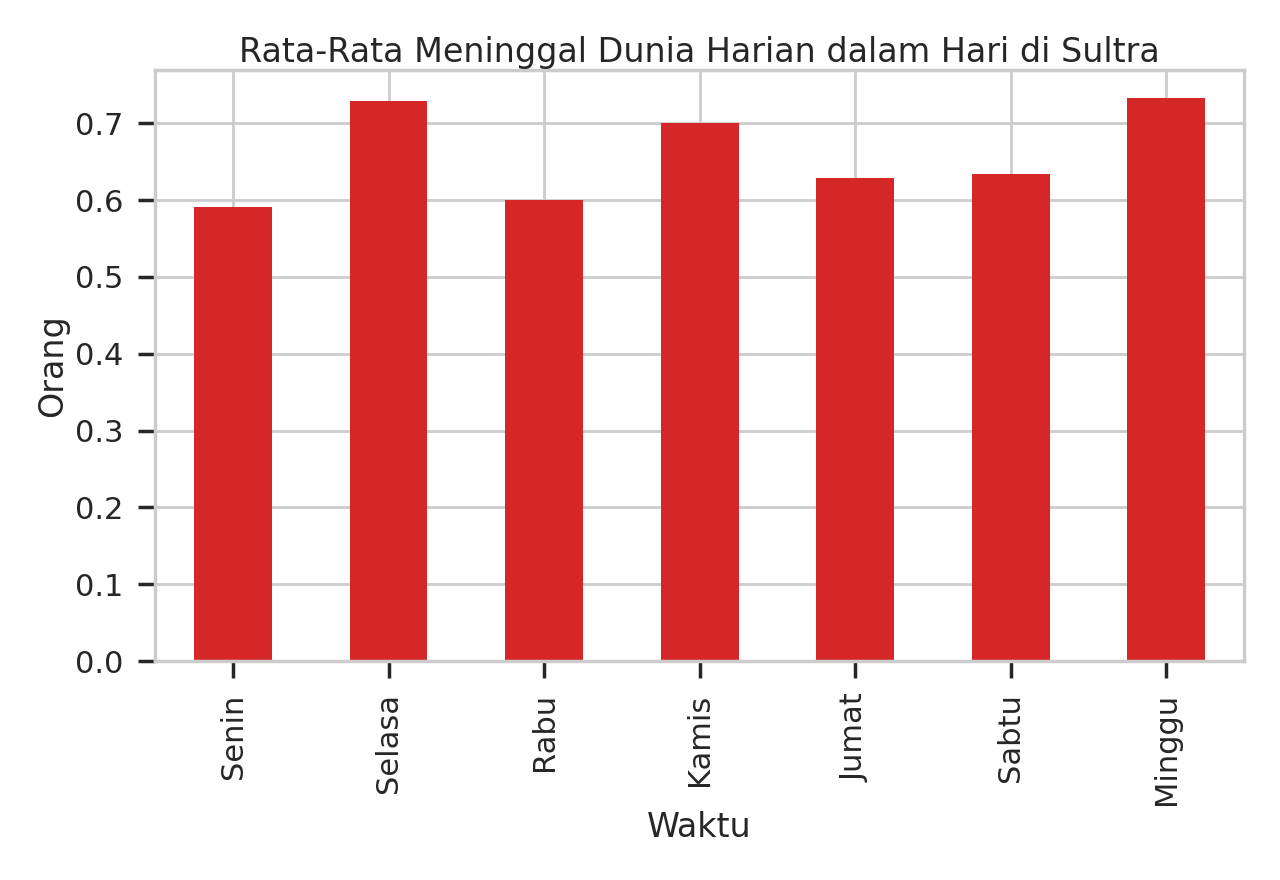 Rata-Rata Meninggal Dunia Harian dalam Hari di Sultra
Orang
0.7
0.6
0.5
0.4
0.3
0.2
0.1
0.0
Senin
Selasa
Rabu
Kamis
Jumat
Sabtu
Minggu
Waktu